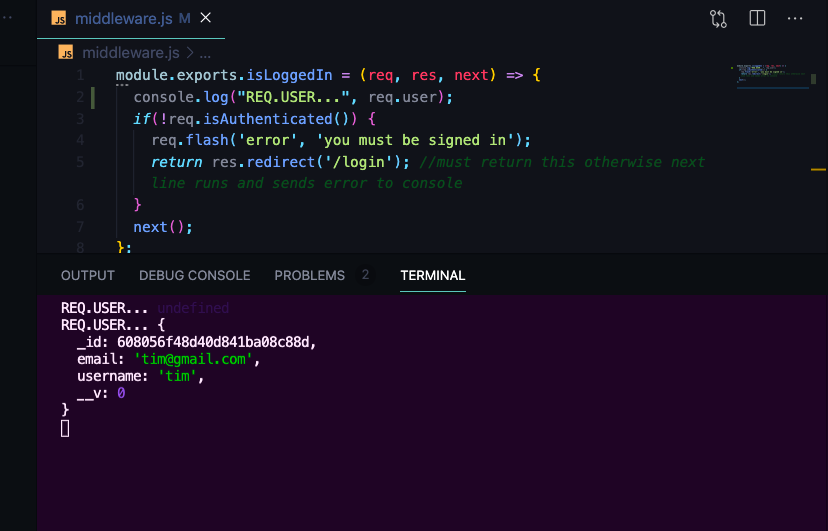 JS middleware.js M
JS middleware.js > ...
1 module.exports.isLoggedIn = (req, res, next) => {
2 console.log("REQ.USER...", req.user);
3 if(!req.isAuthenticated()) {
4 req.flash('error', 'you must be signed in');
5 return res.redirect('/login'); //must return this otherwise next
line runs and sends error to console
6 }
7 next();
8 };
OUTPUT DEBUG CONSOLE PROBLEMS 2 TERMINAL
REQ.USER... undefined
REQ.USER... {
_id: 608056f48d40d841ba08c88d,
email: 'tim@gmail.com',
username: 'tim',
__v: 0
}